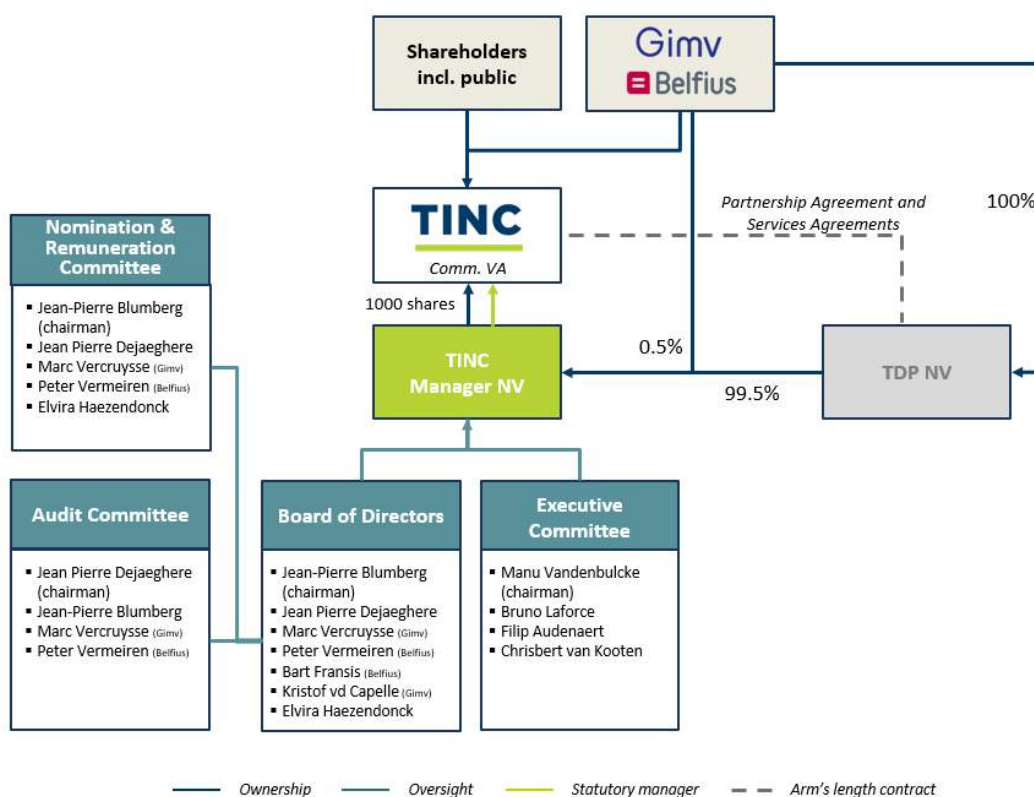 Shareholders
incl. public
Gimv
Belfius
TINC
Comm. VA
Partnership Agreement and
Services Agreements
100%
1000 shares
TINC
Manager NV
0.5%
99.5%
TDP NV
Nomination &
Remuneration
Committee
▪ Jean-Pierre Blumberg
(chairman)
▪ Jean Pierre Dejaeghere
▪ Marc Vercruysse (Gimv)
▪ Peter Vermeiren (Belfius)
▪ Elvira Haezendonck
Audit Committee
▪ Jean Pierre Dejaeghere
(chairman)
▪ Jean-Pierre Blumberg
▪ Marc Vercruysse (Gimv)
▪ Peter Vermeiren (Belfius)
Board of Directors
▪ Jean-Pierre Blumberg
(chairman)
▪ Jean Pierre Dejaeghere
▪ Marc Vercruysse (Gimv)
▪ Peter Vermeiren (Belfius)
▪ Bart Fransis (Belfius)
▪ Kristof vd Capelle (Gimv)
▪ Elvira Haezendonck
Executive
Committee
▪ Manu Vandenbulcke
(chairman)
▪ Bruno Laforce
▪ Filip Audenaert
▪ Chrisbert van Kooten
Ownership
Oversight
Statutory manager
Arm's length contract